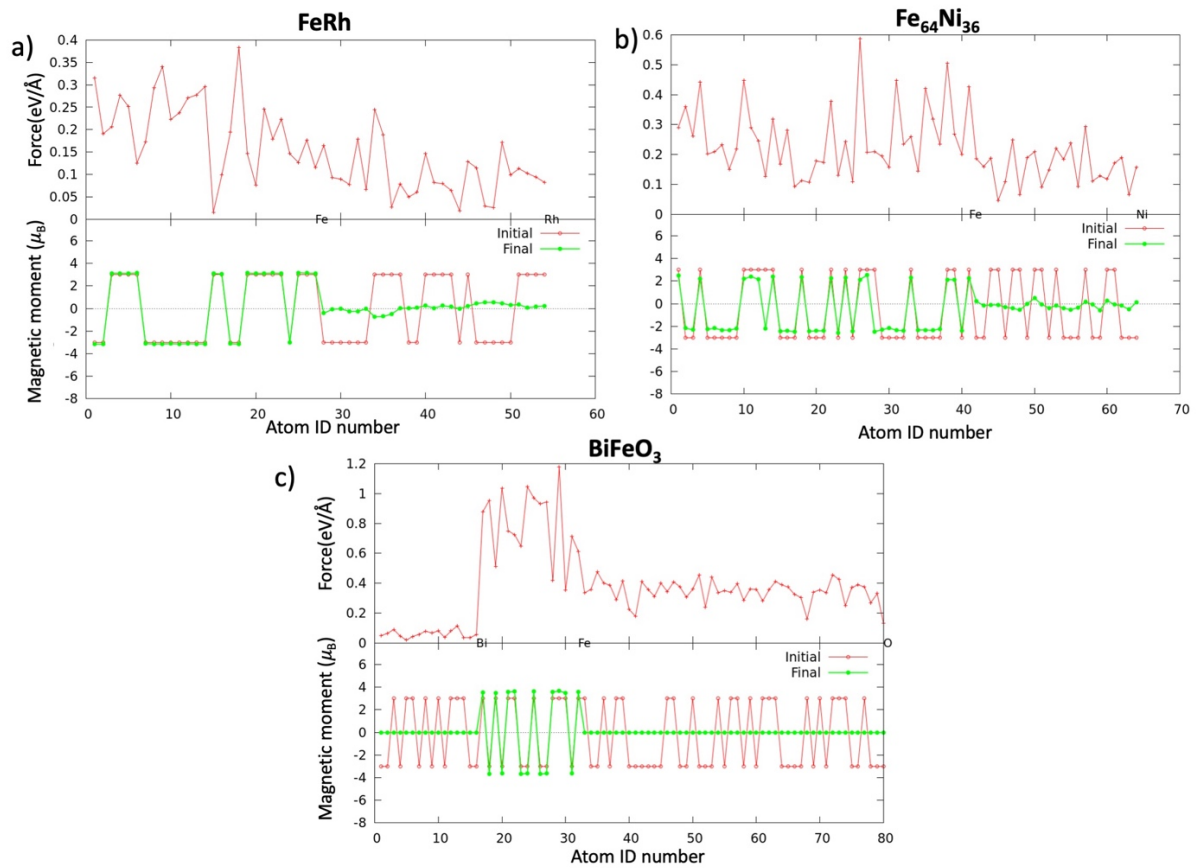 FeRh
a)
Force(eV/Å)
0.4
0.35
0.3
0.25
0.2
0.15
0.1
0.05
0
Fe
Rh
Magnetic moment (μB)
Initial
Final
6
4
2
0
-2
-4
-6
-8
0 10 20 30 40 50 60
Atom ID number
Fe64Ni36
b)
Force(eV/Å)
0.6
0.5
0.4
0.3
0.2
0.1
0
Fe
Ni
Magnetic moment (μB)
Initial
Final
6
4
2
0
-2
-4
-6
-8
0 10 20 30 40 50 60 70
Atom ID number
BiFeO3
c)
Force(eV/Å)
1.2
1
0.8
0.6
0.4
0.2
0
Bi
Fe
O
Magnetic moment (μB)
Initial
Final
6
4
2
0
-2
-4
-6
-8
0 10 20 30 40 50 60 70 80
Atom ID number